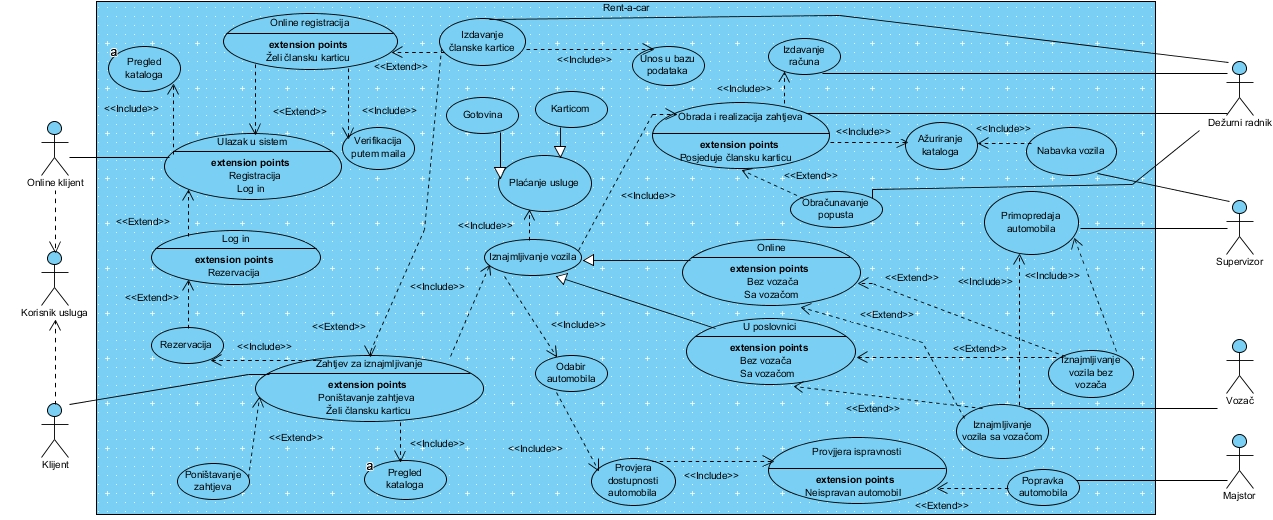 Rent-a-car
Online registracija
extension points
Želi člansku karticu
Izdavanje
članske kartice
<<Extend>>
<<Include>>
Unos u bazu
podataka
Izdavanje
računa
a
Pregled
kataloga
<<Include>>
<<Extend>>
<<Include>>
Gotovina
Karticom
<<Include>>
Obrada i realizacija zahtjeva
extension points
Posjeduje člansku karticu
<<Include>>
Ažuriranje
kataloga
<<Include>>
Nabavka vozila
Dežurni radnik
Online klijent
Ulazak u sistem
extension points
Registracija
Log in
Verifikacija
putem maila
Plaćanje usluge
<<Extend>>
Obračunavanje
popusta
<<Include>>
<<Extend>>
<<Include>>
Primopredaja
automobila
Log in
extension points
Rezervacija
Iznajmljivanje vozila
Online
extension points
Bez vozača
Sa vozačom
Supervizor
<<Extend>>
<<Include>>
<<Extend>>
<<Include>>
<<Include>>
Korisnik usluga
<<Extend>>
<<Include>>
<<Extend>>
U poslovnici
extension points
Bez vozača
Sa vozačom
Rezervacija
<<Include>>
<<Extend>>
Zahtjev za iznajmljivanje
extension points
Poništavanje zahtjeva
Želi člansku karticu
Odabir
automobila
Iznajmljivanje
vozila bez
vozača
Vozač
<<Extend>>
Iznajmljivanje
vozila sa vozačom
Klijent
<<Extend>>
<<Include>>
<<Include>>
Poništavanje
zahtjeva
a
Pregled
kataloga
Provjera
dostupnosti
automobila
<<Include>>
Provjjera ispravnosti
extension points
Neispravan automobil
<<Extend>>
Popravka
automobila
Majstor